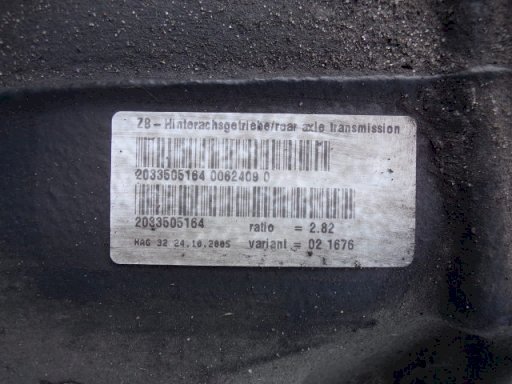 ZB - Hinterachsgetriebe/rear axle transmission
2033505164 0062409 0
2033505164 ratio = 2.82
HAG 32 24.10.2005 variant = 02 1676